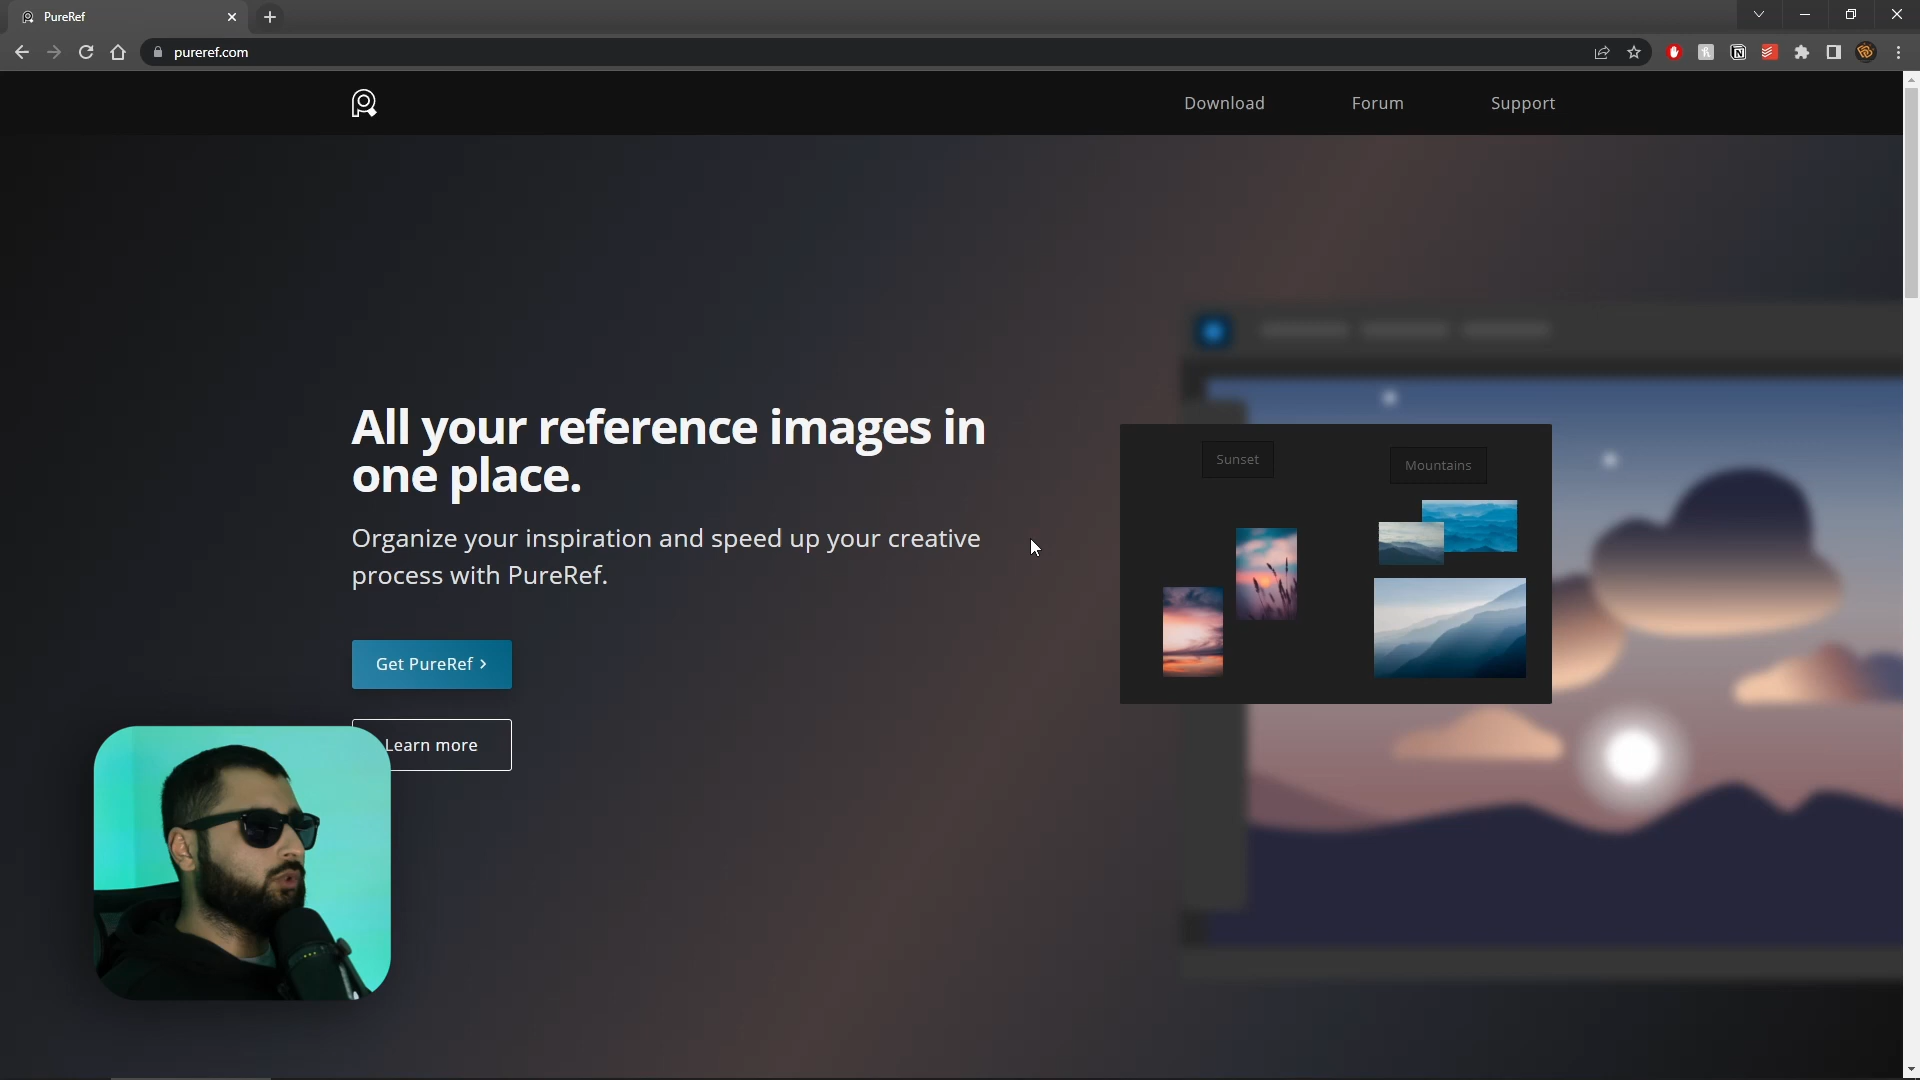 PureRef
pureref.com
Download
Forum
Support
All your reference images in
one place.
Organize your inspiration and speed up your creative
process with PureRef.
Sunset
Mountains
Get PureRef ›
Learn more